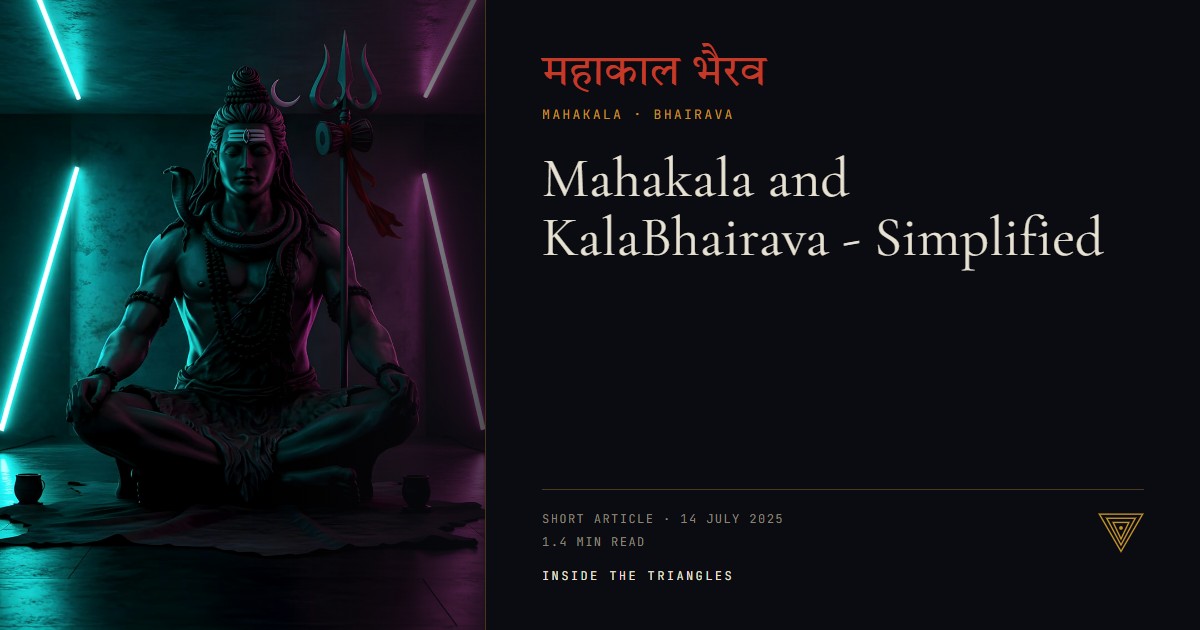 महाकाल भैरव
MAHAKALA · BHAIRAVA
Mahakala and
KalaBhairava - Simplified
SHORT ARTICLE · 14 JULY 2025
1.4 MIN READ
INSIDE THE TRIANGLES